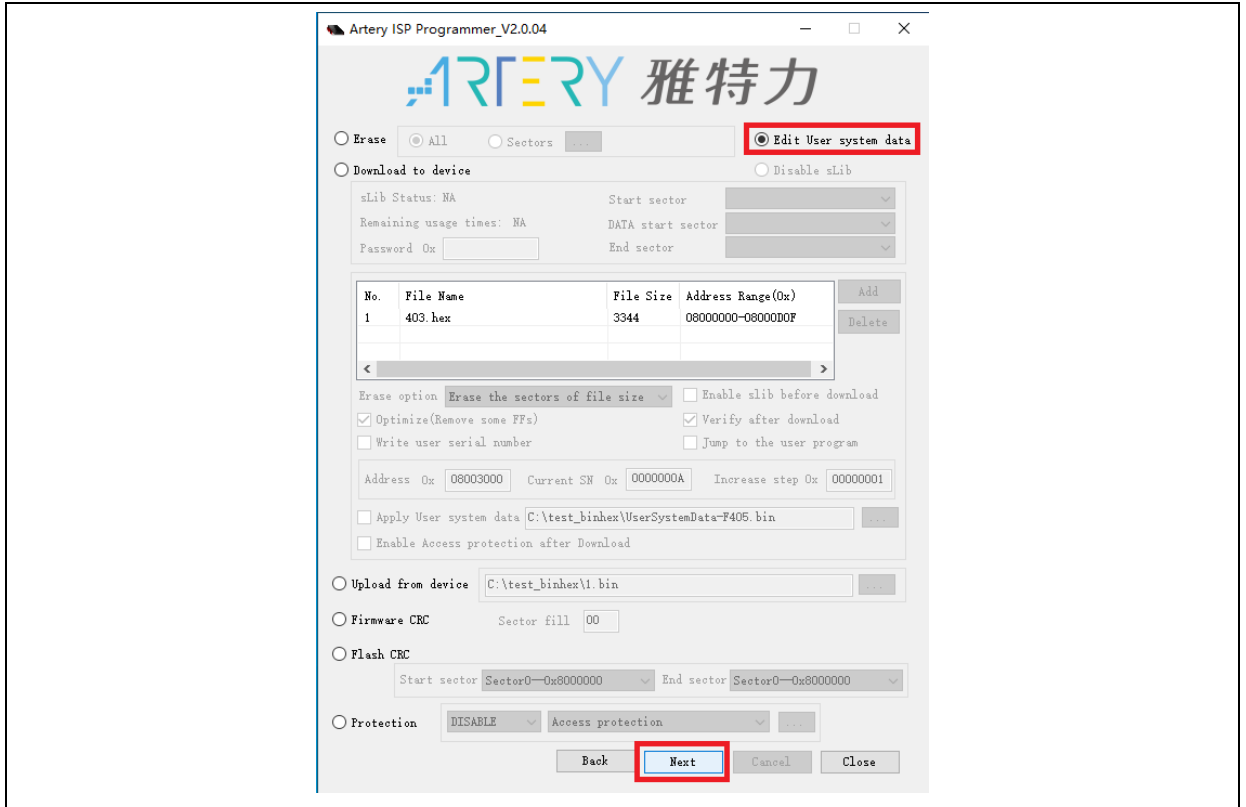 Artery ISP Programmer_V2.0.04
ARTERY 雅特力
Erase All Sectors ... Edit User system data
Download to device Disable sLib
sLib Status: NA Start sector
Remaining usage times: NA DATA start sector
Password 0x End sector
No. File Name File Size Address Range(0x) Add
1 403.hex 3344 08000000-08000D0F Delete
Erase option Erase the sectors of file size Enable slib before download
Optimize(Remove some FFs) Verify after download
Write user serial number Jump to the user program
Address 0x 08003000 Current SN 0x 0000000A Increase step 0x 00000001
Apply User system data C:\test_binhex\UserSystemData-F405.bin ...
Enable Access protection after Download
Upload from device C:\test_binhex\1.bin ...
Firmware CRC Sector fill 00
Flash CRC
Start sector Sector0—0x8000000 End sector Sector0—0x8000000
Protection DISABLE Access protection ...
Back Next Cancel Close